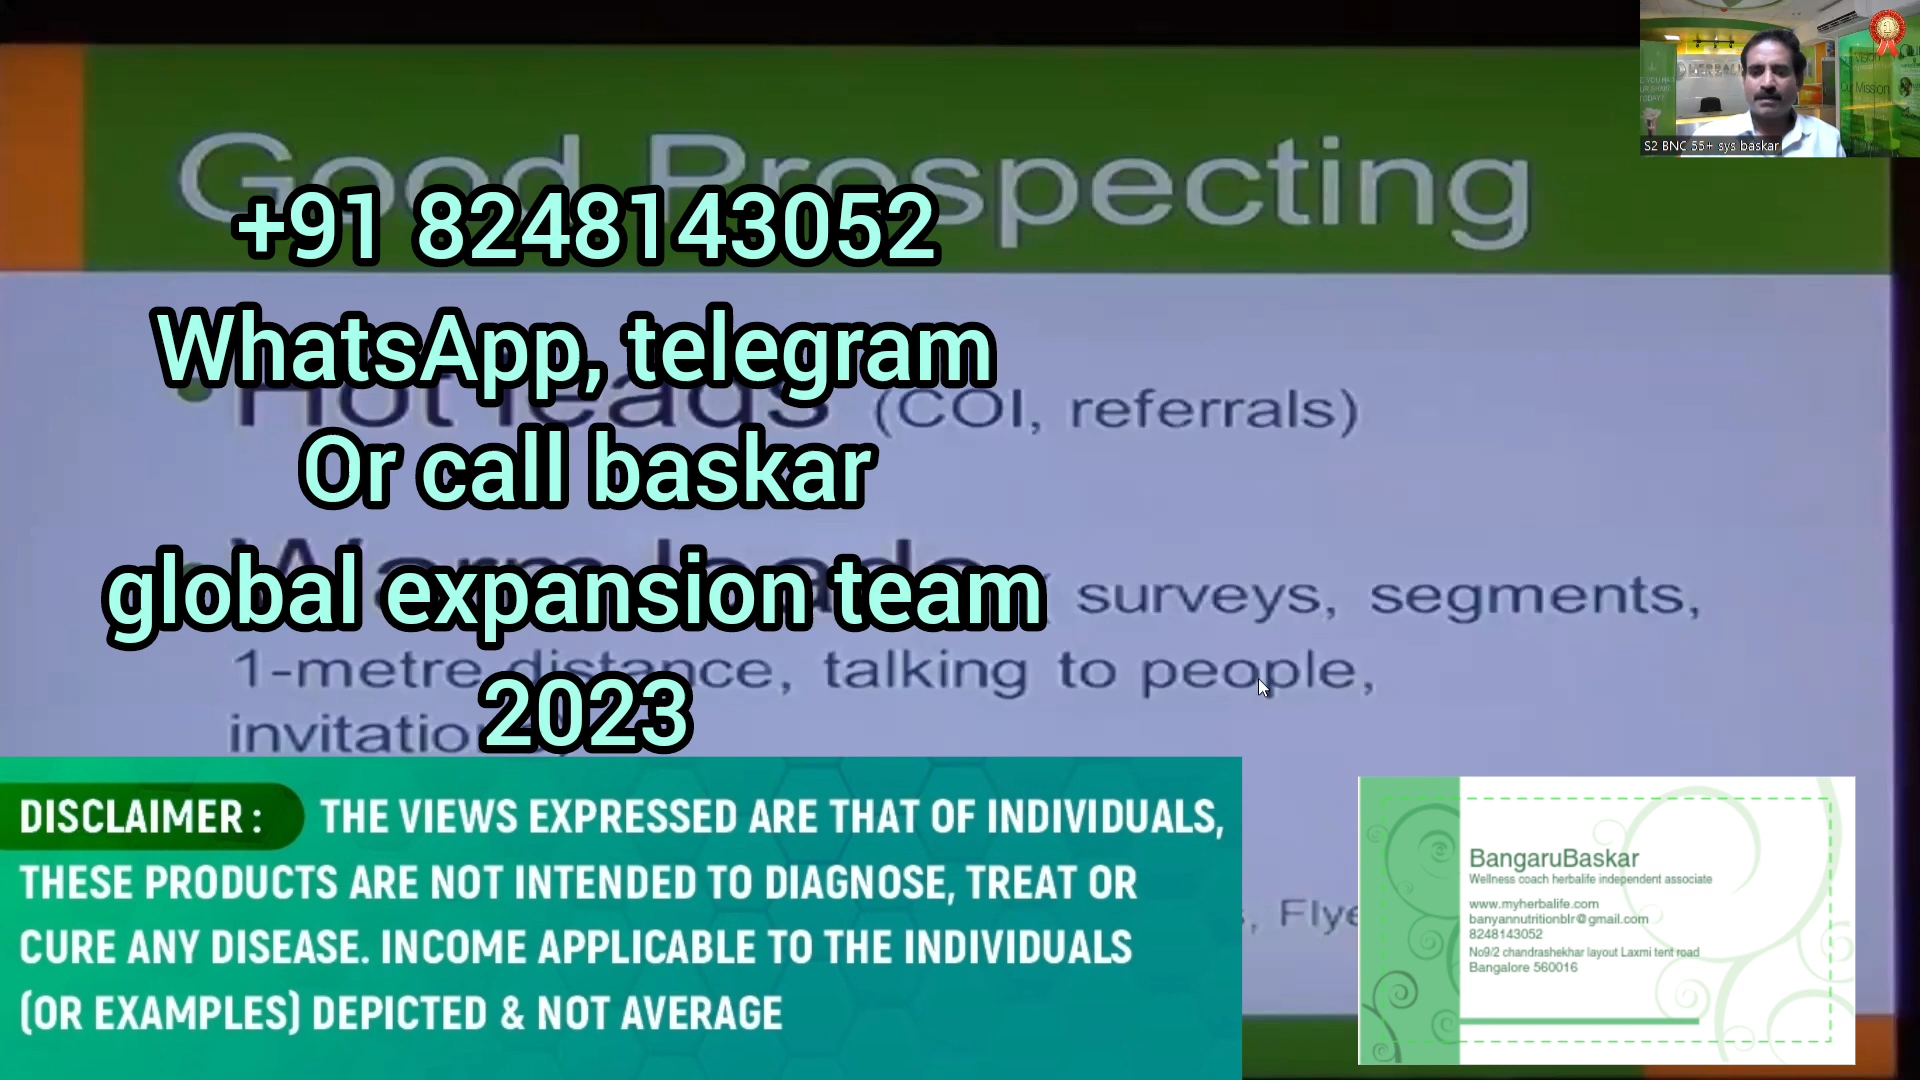 Good Prospecting
+91 8248143052
WhatsApp, telegram
Hot leads (COI, referrals)
Or call baskar
global expansion team
surveys, segments,
1-metre distance, talking to people,
2023
DISCLAIMER : THE VIEWS EXPRESSED ARE THAT OF INDIVIDUALS,
THESE PRODUCTS ARE NOT INTENDED TO DIAGNOSE, TREAT OR
CURE ANY DISEASE. INCOME APPLICABLE TO THE INDIVIDUALS
(OR EXAMPLES) DEPICTED & NOT AVERAGE
BangaruBaskar
Wellness coach herbalife independent associate
www.myherbalife.com
banyannutritionblr@gmail.com
8248143052
No9/2 chandrashekhar layout Laxmi tent road
Bangalore 560016
S2 BNC 55+ sys baskar